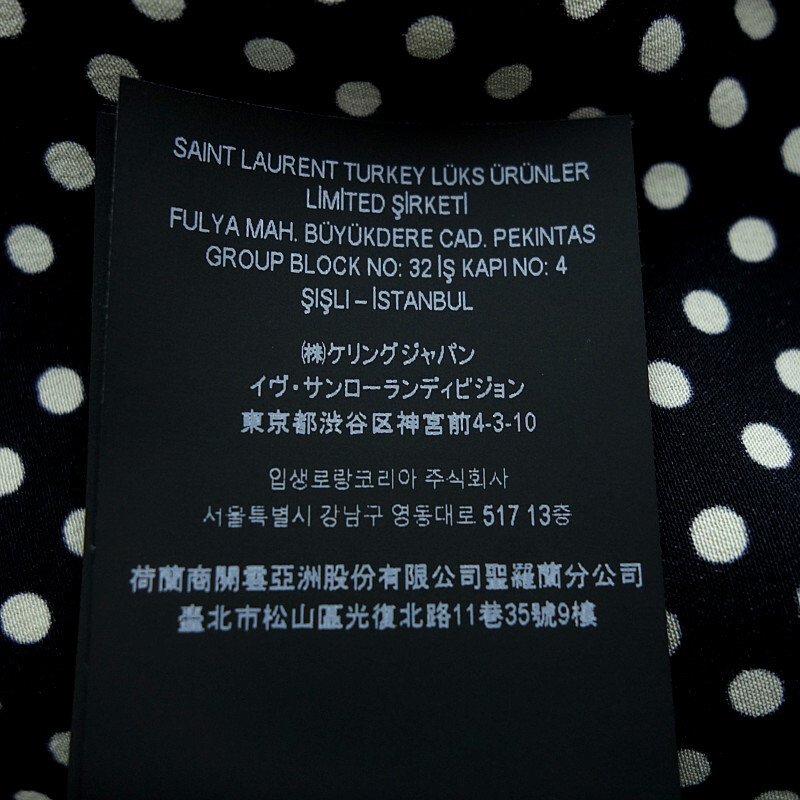 SAINT LAURENT TURKEY LÜKS ÜRÜNLER
LİMİTED ŞİRKETİ
FULYA MAH. BÜYÜKDERE CAD. PEKINTAS
GROUP BLOCK NO: 32 İŞ KAPI NO: 4
ŞIŞLI – İSTANBUL
㈱ケリングジャパン
イヴ・サンローランディビジョン
東京都渋谷区神宮前4-3-10
입생로랑코리아 주식회사
서울특별시 강남구 영동대로 517 13층
荷蘭商開雲亞洲股份有限公司聖羅蘭分公司
臺北市松山區光復北路11巷35號9樓